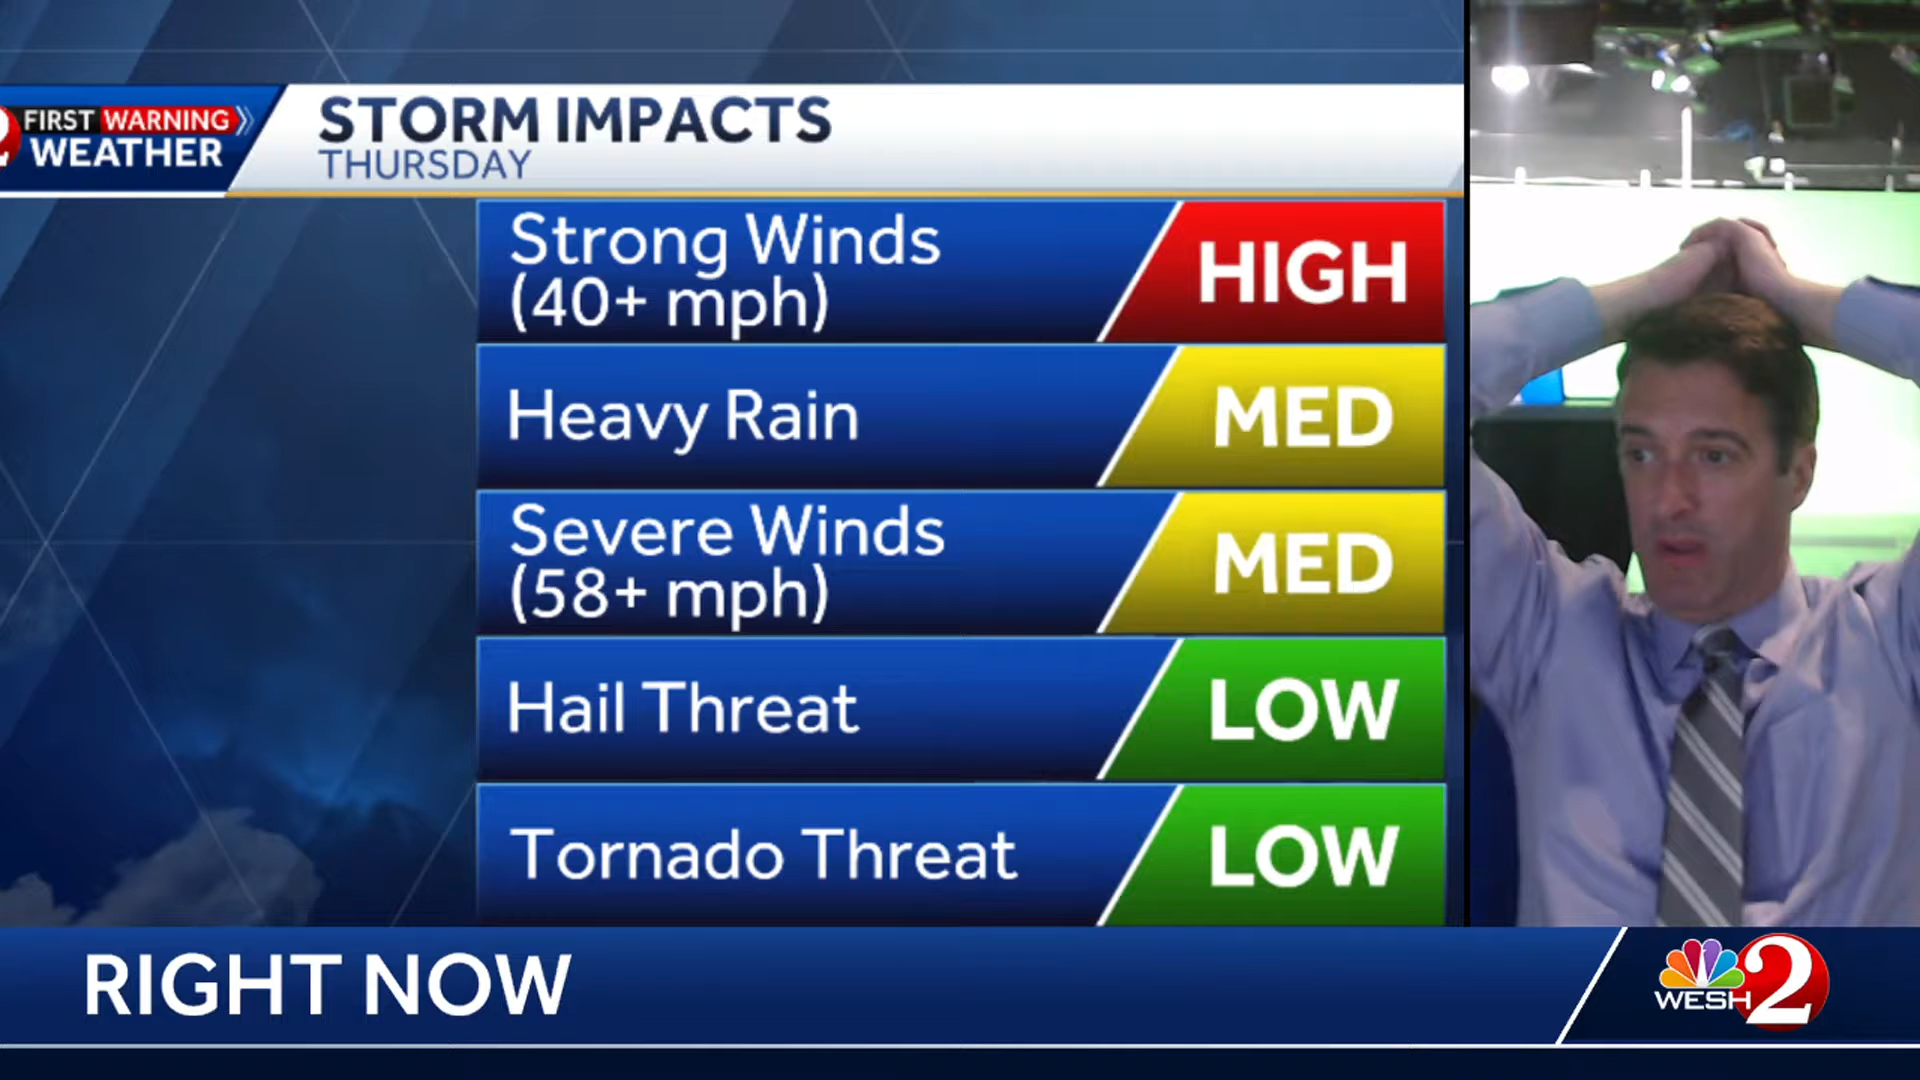 2
FIRST WARNING
WEATHER
STORM IMPACTS
THURSDAY
Strong Winds
(40+ mph)
HIGH
Heavy Rain
MED
Severe Winds
(58+ mph)
MED
Hail Threat
LOW
Tornado Threat
LOW
RIGHT NOW
WESH 2